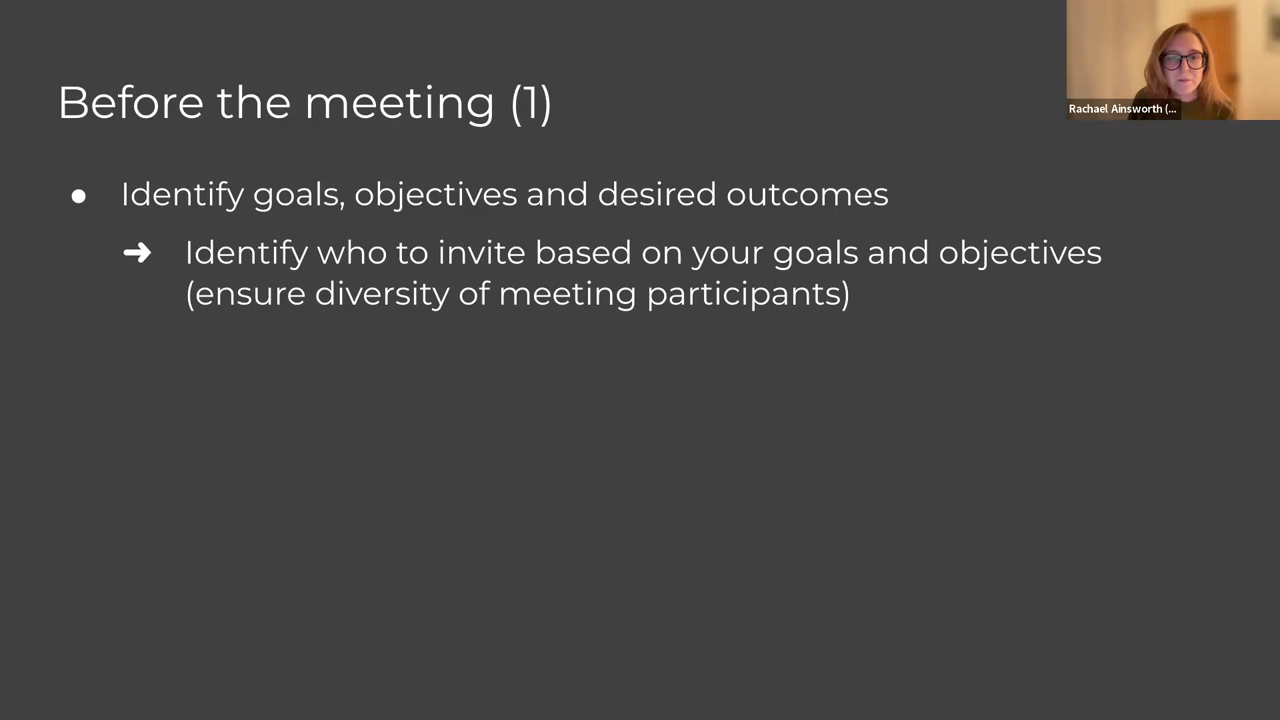 Before the meeting (1)
Rachael Ainsworth (...
● Identify goals, objectives and desired outcomes
➜ Identify who to invite based on your goals and objectives
(ensure diversity of meeting participants)